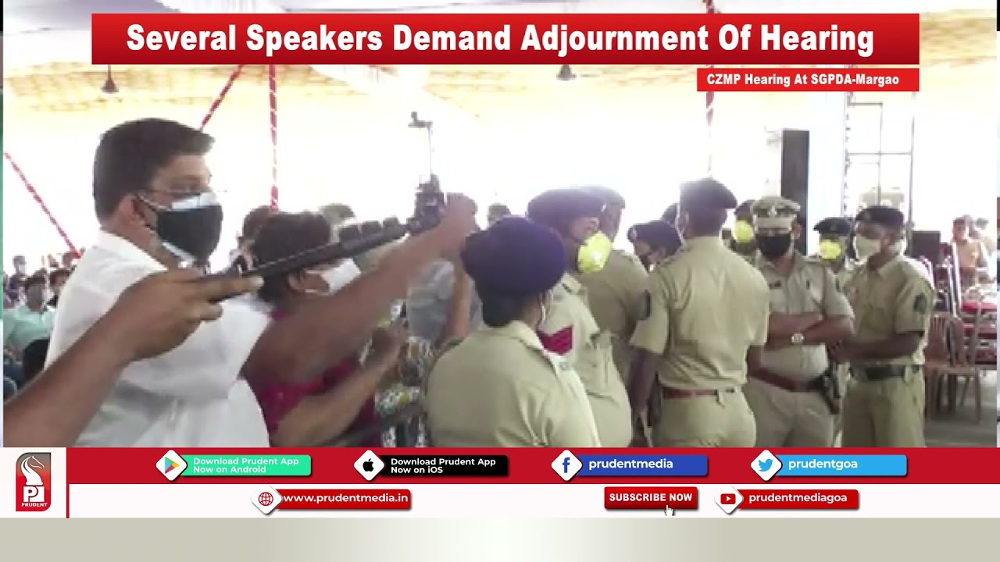 Several Speakers Demand Adjournment Of Hearing
CZMP Hearing At SGPDA-Margao
Download Prudent App
Now on Android
Download Prudent App
Now on iOS
prudentmedia
prudentgoa
P
PRUDENT
www.prudentmedia.in
SUBSCRIBE NOW
prudentmediagoa